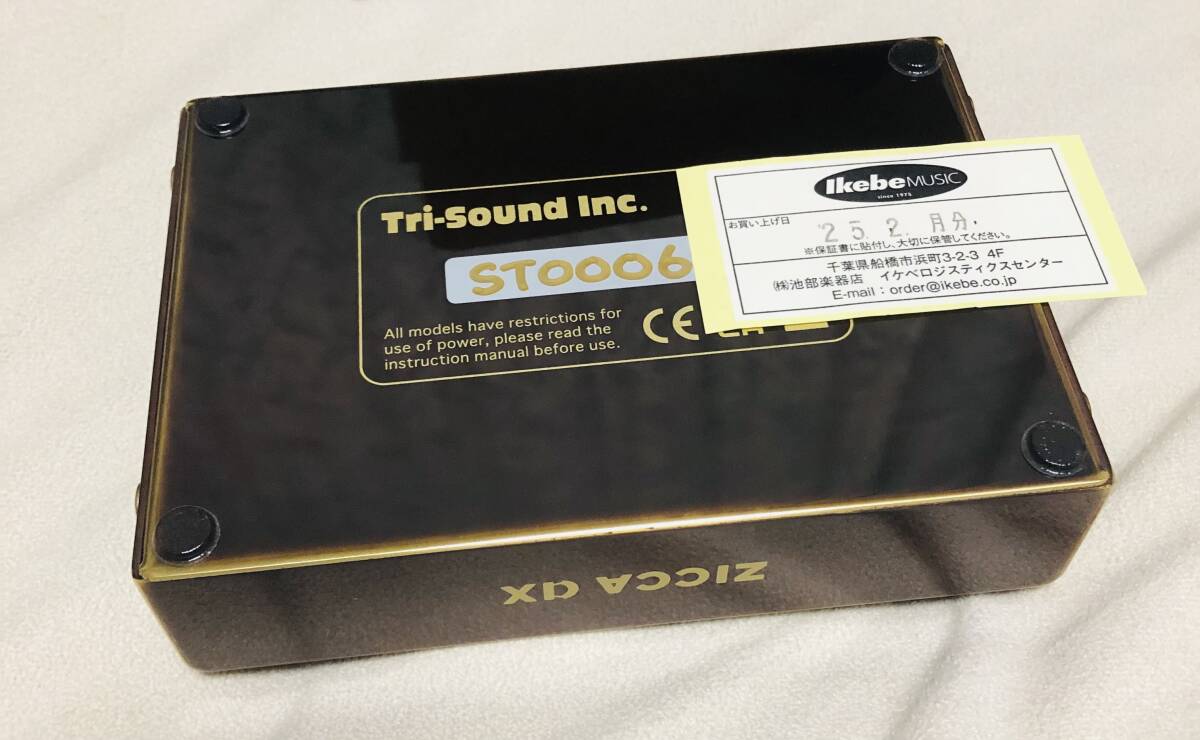 Tri-Sound Inc.
ST0006
All models have restrictions for
use of power, please read the
instruction manual before use.
CE
IkebeMUSIC
since 1975
お買い上げ日
'25.2.月分.
※保証書に貼付し、大切に保管してください。
千葉県船橋市浜町3-2-3 4F
㈱池部楽器店 イケベロジスティクスセンター
E-mail：order@ikebe.co.jp
ZICCA αx